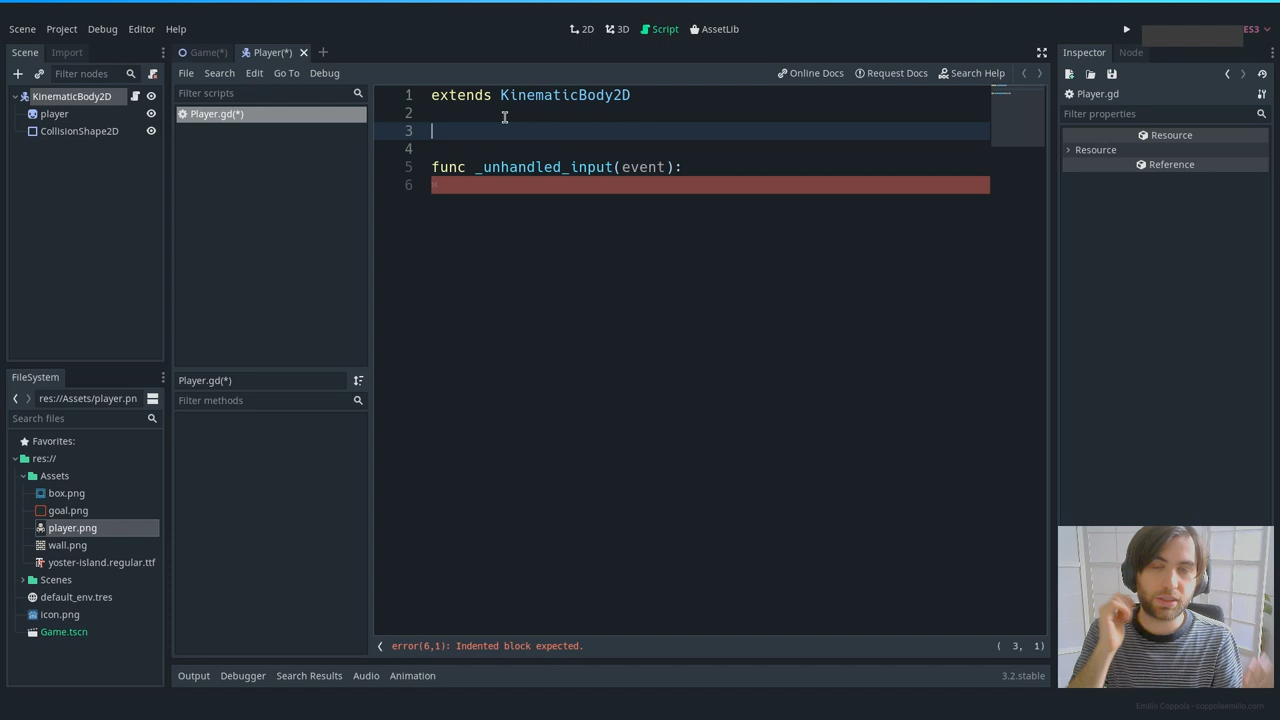 Scene Project Debug Editor Help
2D 3D Script AssetLib
ES3
Scene Import
Game(*) Player(*)
Inspector Node
Filter nodes
File Search Edit Go To Debug
Online Docs Request Docs Search Help
KinematicBody2D
player
CollisionShape2D
Filter scripts
Player.gd(*)
1 extends KinematicBody2D
2
3
4
5 func _unhandled_input(event):
6
Player.gd
Filter properties
Resource
Resource
Reference
FileSystem
res://Assets/player.pn
Search files
Favorites:
res://
Assets
box.png
goal.png
player.png
wall.png
yoster-island.regular.ttf
Scenes
default_env.tres
icon.png
Game.tscn
Player.gd(*)
Filter methods
error(6,1): Indented block expected.
( 3, 1)
Output Debugger Search Results Audio Animation
3.2.stable
Emilio Coppola - coppolaemilio.com